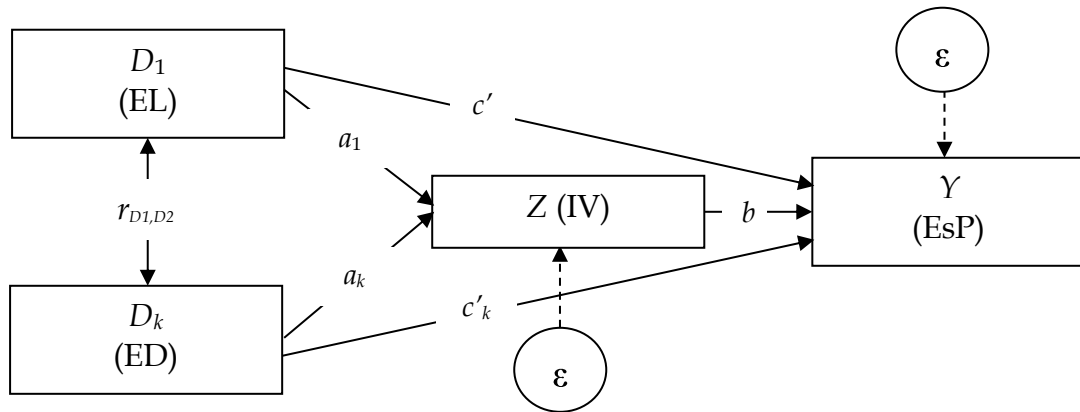 D1
(EL)
c′
ε
a1
rD1,D2
Z (IV)
b
Y
(EsP)
ak
Dk
(ED)
c′k
ε